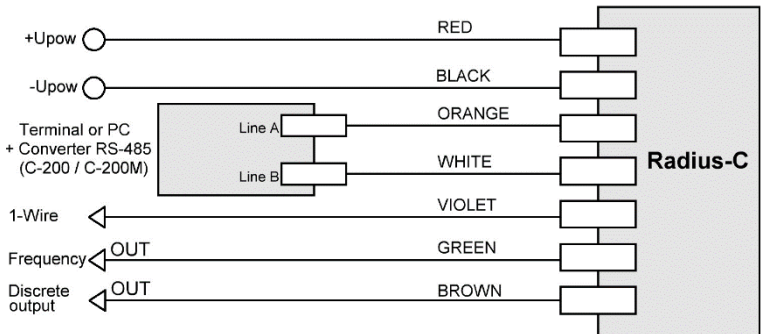 +Upow
RED
-Upow
BLACK
Terminal or PC
+ Converter RS-485
(C-200 / C-200M)
Line A
ORANGE
Line B
WHITE
Radius-C
1-Wire
VIOLET
Frequency
OUT
GREEN
Discrete
output
OUT
BROWN